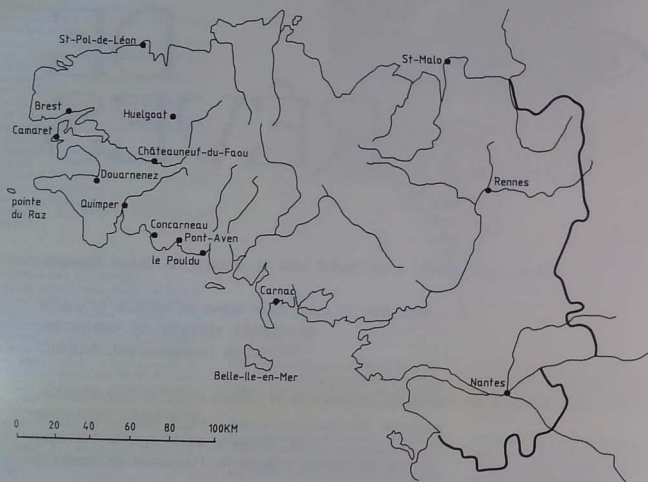 St-Pol-de-Léon
St-Malo
Brest
Huelgoat
Camaret
Châteauneuf-du-Faou
Douarnenez
Rennes
pointe
du Raz
Quimper
Concarneau
Pont-Aven
le Pouldu
Carnac
Belle-Ile-en-Mer
Nantes
0 20 40 60 80 100KM